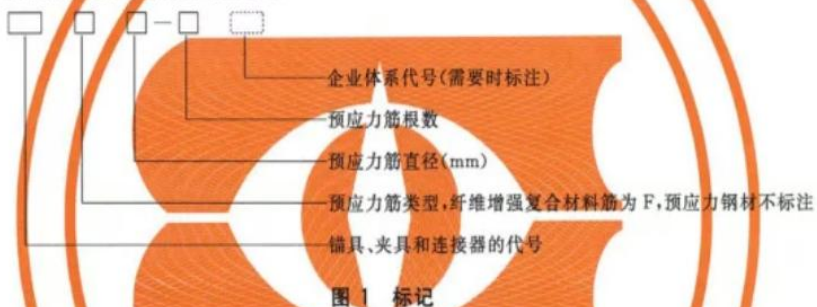 企业体系代号(需要时标注)
预应力筋根数
预应力筋直径(mm)
预应力筋类型,纤维增强复合材料筋为 F,预应力钢材不标注
锚具、夹具和连接器的代号
图 1 标记